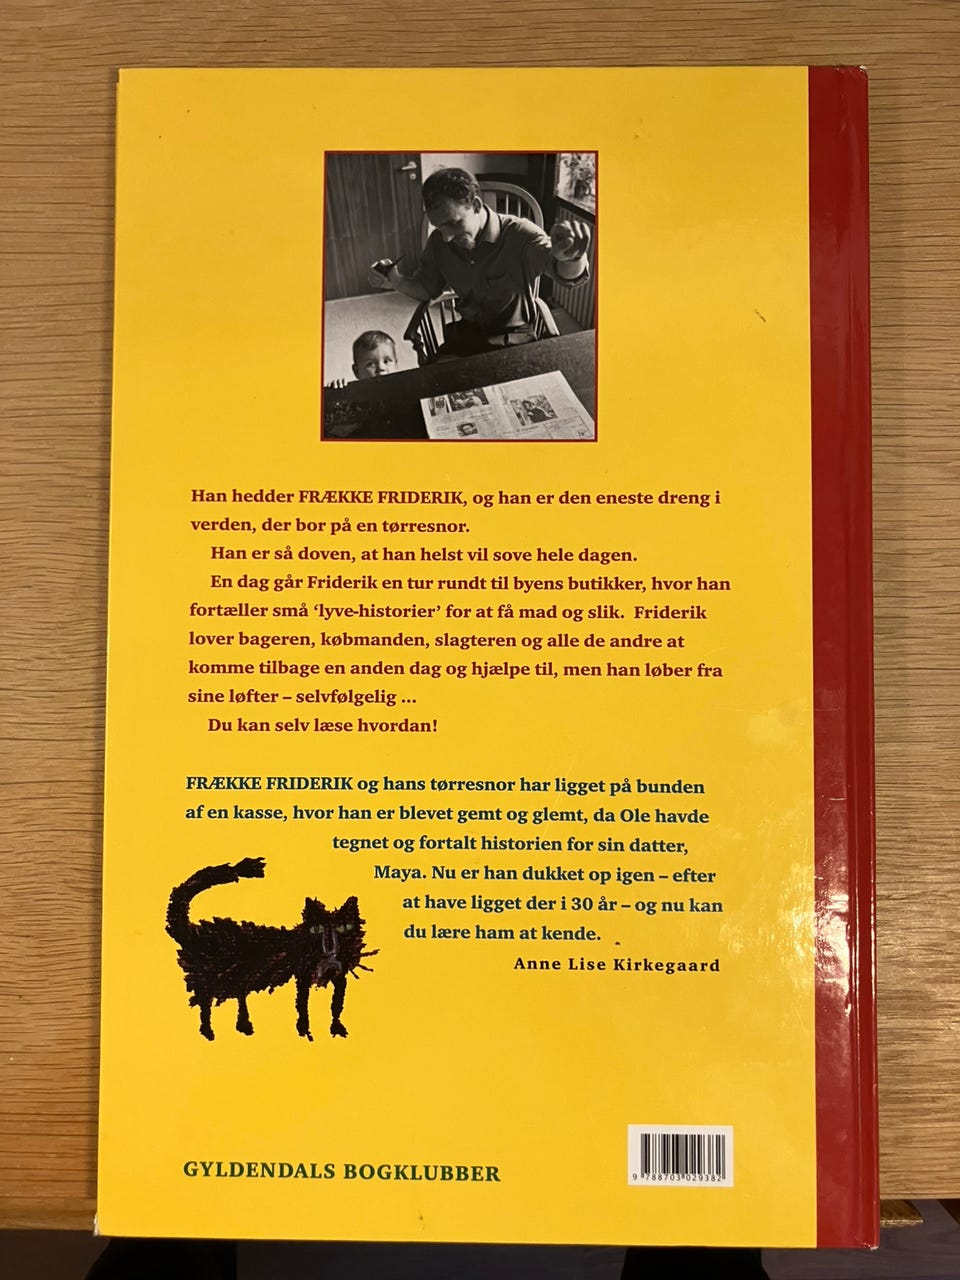 Han hedder FRÆKKE FRIDERIK, og han er den eneste dreng i
verden, der bor på en tørresnor.
Han er så doven, at han helst vil sove hele dagen.
En dag går Friderik en tur rundt til byens butikker, hvor han
fortæller små ‘lyve-historier’ for at få mad og slik. Friderik
lover bageren, købmanden, slagteren og alle de andre at
komme tilbage en anden dag og hjælpe til, men han løber fra
sine løfter – selvfølgelig ...
Du kan selv læse hvordan!
FRÆKKE FRIDERIK og hans tørresnor har ligget på bunden
af en kasse, hvor han er blevet gemt og glemt, da Ole havde
tegnet og fortalt historien for sin datter,
Maya. Nu er han dukket op igen – efter
at have ligget der i 30 år – og nu kan
du lære ham at kende.
Anne Lise Kirkegaard
GYLDENDALS BOGKLUBBER
9 788703 029382